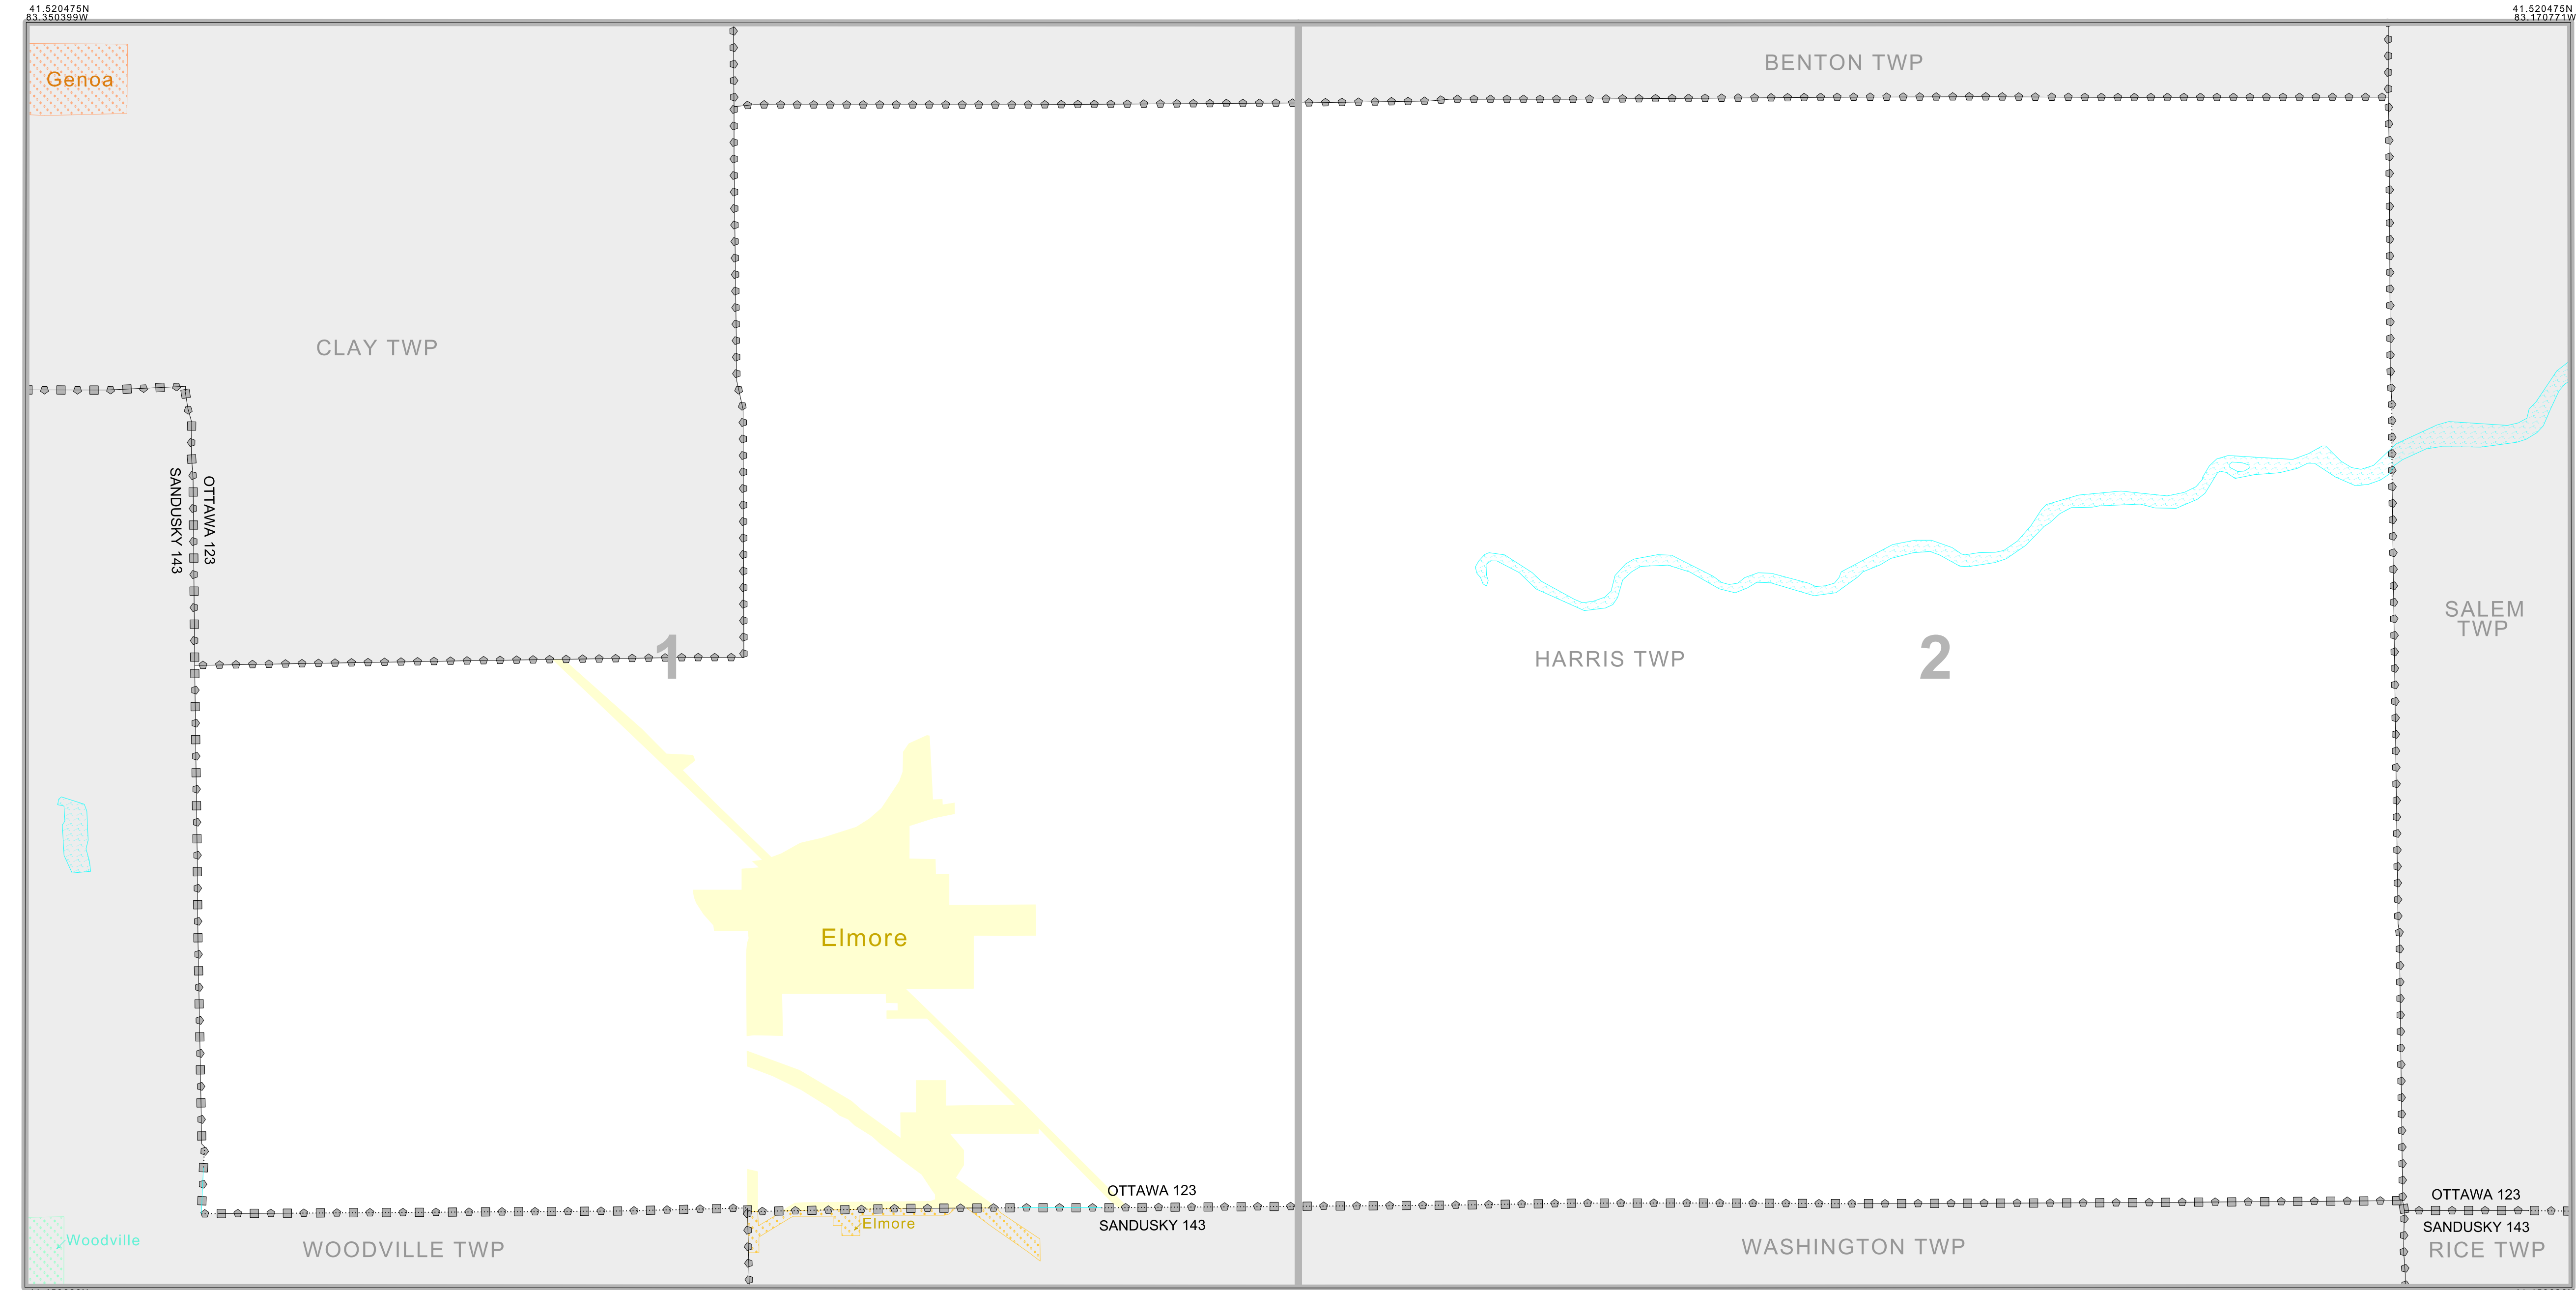 41.520475N
83.350399W
41.520475N
83.170771W
Genoa
BENTON TWP
CLAY TWP
OTTAWA 123
SANDUSKY 143
SALEM
TWP
1
HARRIS TWP
2
Elmore
OTTAWA 123
SANDUSKY 143
OTTAWA 123
SANDUSKY 143
Elmore
Woodville
WOODVILLE TWP
WASHINGTON TWP
RICE TWP